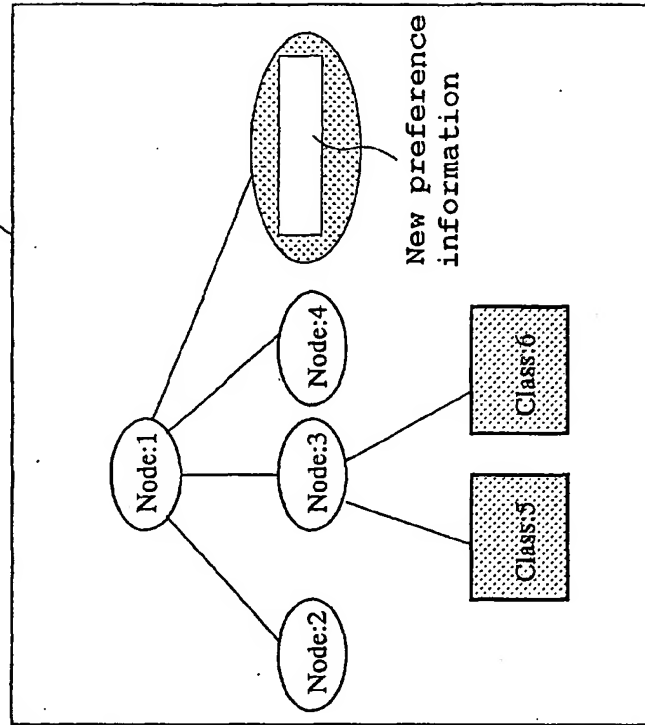 Node:1
Node:2
Node:3
Node:4
New preference
information
Class:5
Class:6